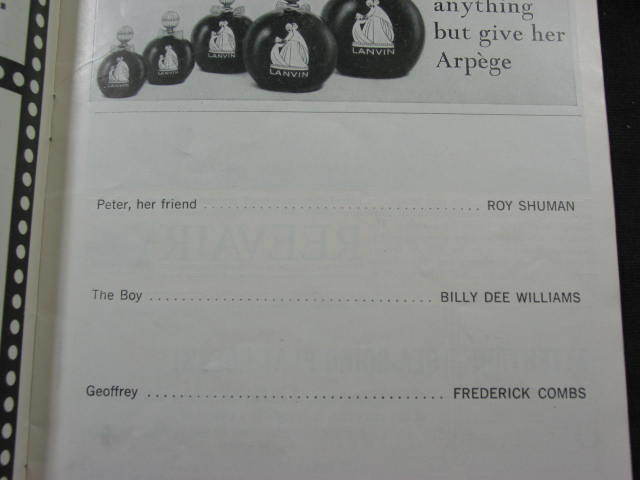 anything
but give her
Arpège
LANVIN
LANVIN
LANVIN
Peter, her friend ........................................ ROY SHUMAN
The Boy ........................................ BILLY DEE WILLIAMS
Geoffrey ........................................ FREDERICK COMBS